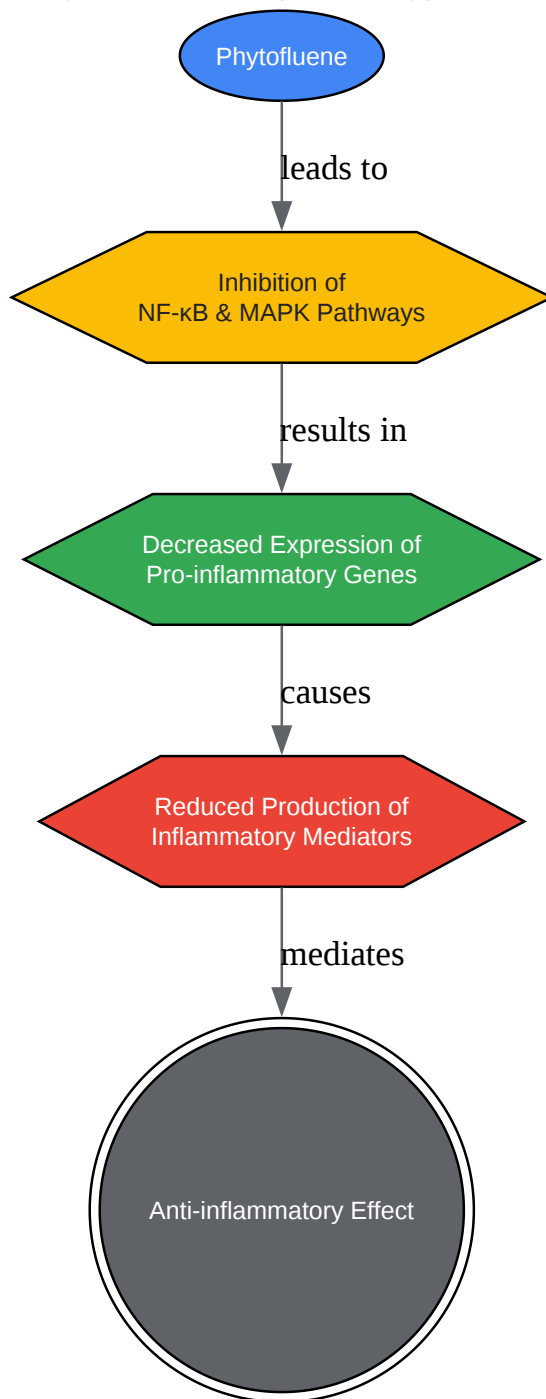 Phytofluene
leads to
Inhibition of
NF-κB & MAPK Pathways
results in
Decreased Expression of
Pro-inflammatory Genes
causes
Reduced Production of
Inflammatory Mediators
mediates
Anti-inflammatory Effect